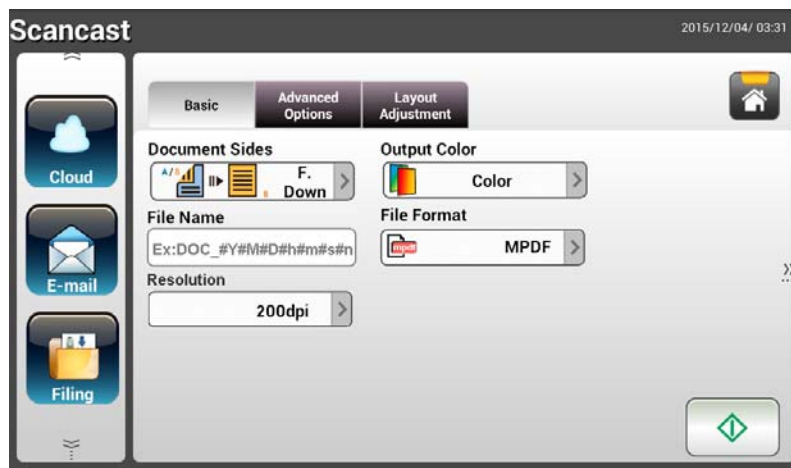 Scancast
2015/12/04/ 03:31
Cloud
E-mail
Filing
Basic
Advanced
Options
Layout
Adjustment
Document Sides
F.
Down
Output Color
Color
File Name
Ex:DOC_#Y#M#D#h#m#s#n
File Format
mpdf
MPDF
Resolution
200dpi